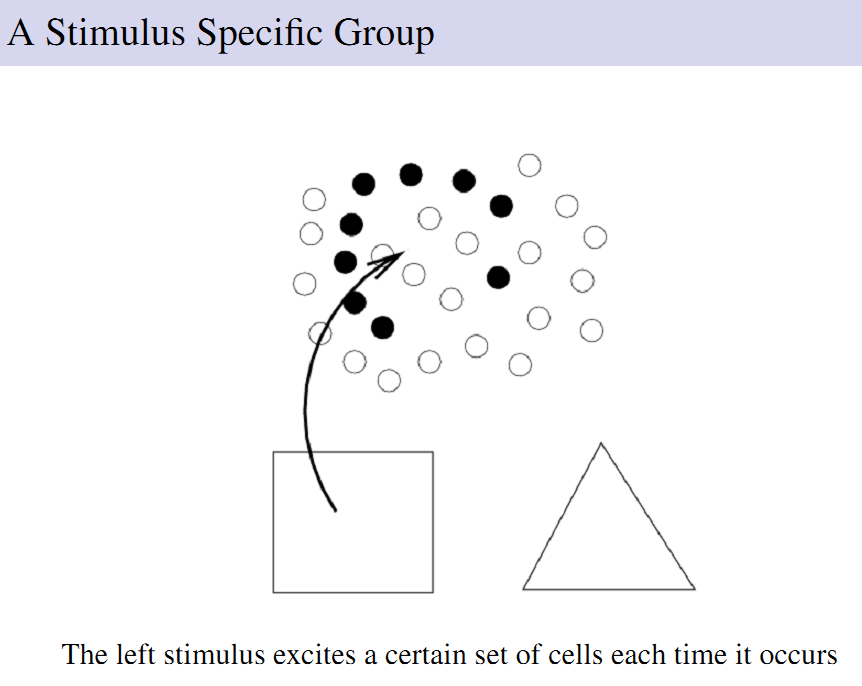 A Stimulus Specific Group
The left stimulus excites a certain set of cells each time it occurs